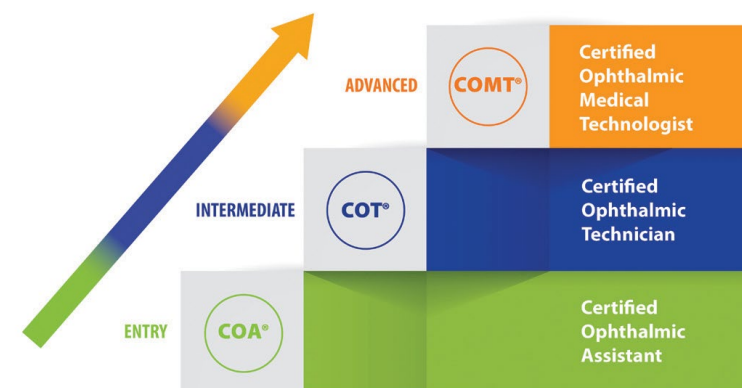 ADVANCED
COMT®
Certified
Ophthalmic
Medical
Technologist
INTERMEDIATE
COT®
Certified
Ophthalmic
Technician
ENTRY
COA®
Certified
Ophthalmic
Assistant